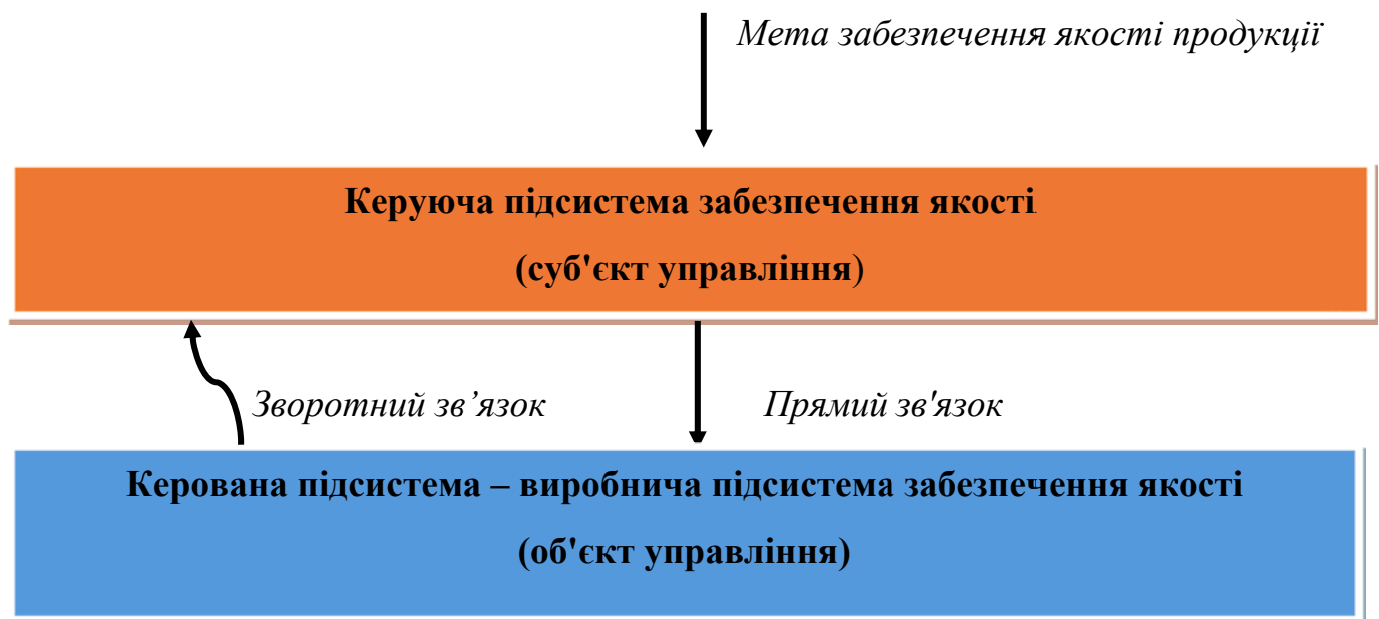 Мета забезпечення якості продукції
Керуюча підсистема забезпечення якості
(суб'єкт управління)
Зворотний зв’язок
Прямий зв'язок
Керована підсистема – виробнича підсистема забезпечення якості
(об'єкт управління)